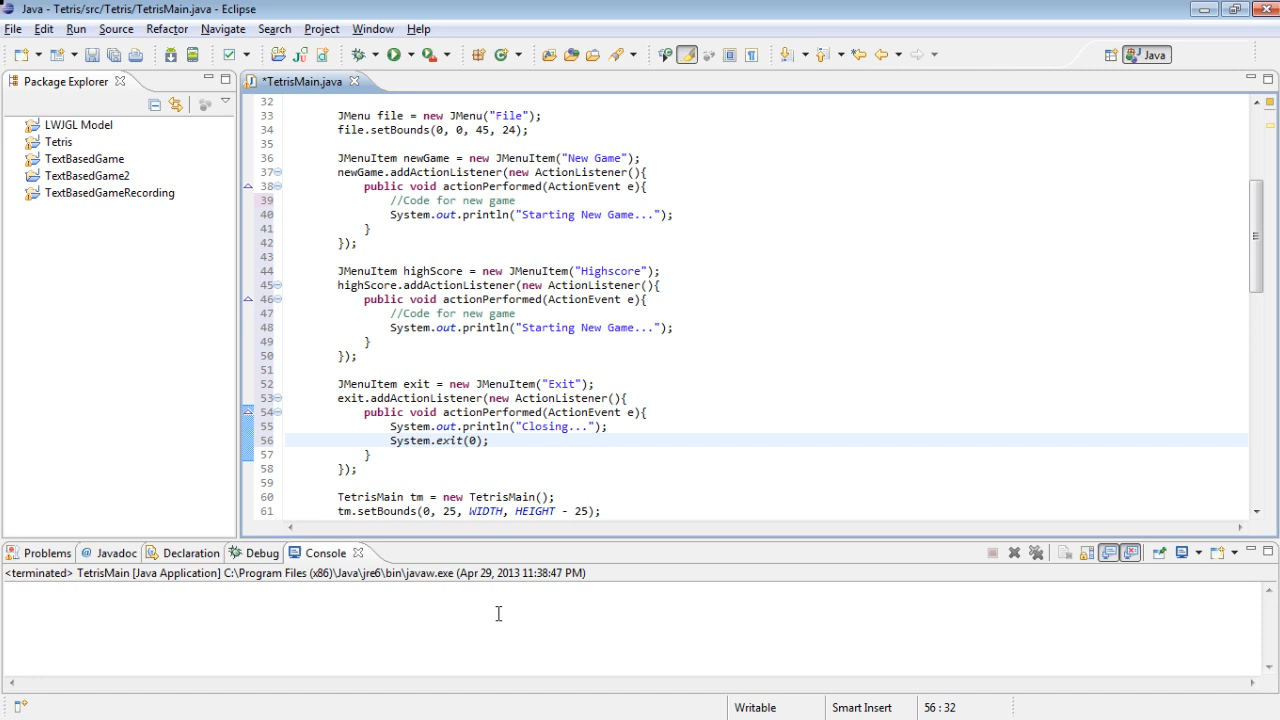 Java - Tetris/src/Tetris/TetrisMain.java - Eclipse
File Edit Run Source Refactor Navigate Search Project Window Help
Java
Package Explorer
*TetrisMain.java
LWJGL Model
Tetris
TextBasedGame
TextBasedGame2
TextBasedGameRecording
32
33 JMenu file = new JMenu("File");
34 file.setBounds(0, 0, 45, 24);
35
36 JMenuItem newGame = new JMenuItem("New Game");
37 newGame.addActionListener(new ActionListener(){
38 public void actionPerformed(ActionEvent e){
39 //Code for new game
40 System.out.println("Starting New Game...");
41 }
42 });
43
44 JMenuItem highScore = new JMenuItem("Highscore");
45 highScore.addActionListener(new ActionListener(){
46 public void actionPerformed(ActionEvent e){
47 //Code for new game
48 System.out.println("Starting New Game...");
49 }
50 });
51
52 JMenuItem exit = new JMenuItem("Exit");
53 exit.addActionListener(new ActionListener(){
54 public void actionPerformed(ActionEvent e){
55 System.out.println("Closing...");
56 System.exit(0);
57 }
58 });
59
60 TetrisMain tm = new TetrisMain();
61 tm.setBounds(0, 25, WIDTH, HEIGHT - 25);
Problems @ Javadoc Declaration Debug Console
<terminated> TetrisMain [Java Application] C:\Program Files (x86)\Java\jre6\bin\javaw.exe (Apr 29, 2013 11:38:47 PM)
Writable Smart Insert 56 : 32